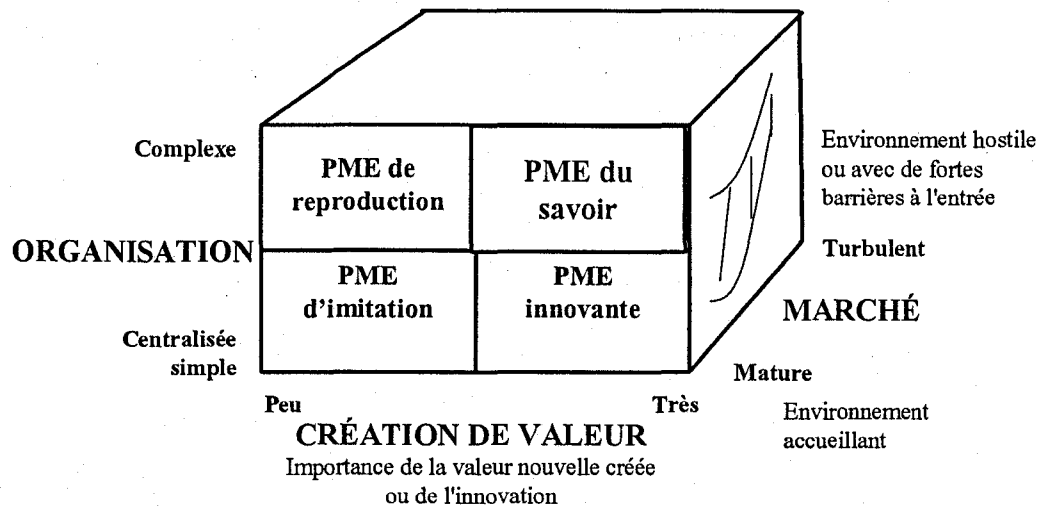 Complexe
PME de
reproduction
PME du
savoir
Environnement hostile
ou avec de fortes
barrières à l'entrée
ORGANISATION
Turbulent
PME
d’imitation
PME
innovante
MARCHÉ
Centralisée
simple
Mature
Peu
Très
Environnement
accueillant
CRÉATION DE VALEUR
Importance de la valeur nouvelle créée
ou de l'innovation